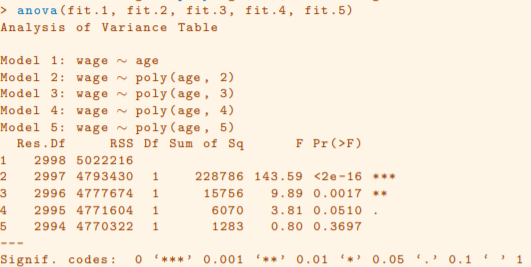 > anova(fit.1, fit.2, fit.3, fit.4, fit.5)
Analysis of Variance Table
Model 1: wage ∼ age
Model 2: wage ∼ poly(age, 2)
Model 3: wage ∼ poly(age, 3)
Model 4: wage ∼ poly(age, 4)
Model 5: wage ∼ poly(age, 5)
Res.Df RSS Df Sum of Sq F Pr(>F)
1 2998 5022216
2 2997 4793430 1 228786 143.59 <2e-16 ***
3 2996 4777674 1 15756 9.89 0.0017 **
4 2995 4771604 1 6070 3.81 0.0510 .
5 2994 4770322 1 1283 0.80 0.3697
---
Signif. codes: 0 ‘***’ 0.001 ‘**’ 0.01 ‘*’ 0.05 ‘.’ 0.1 ‘ ’ 1